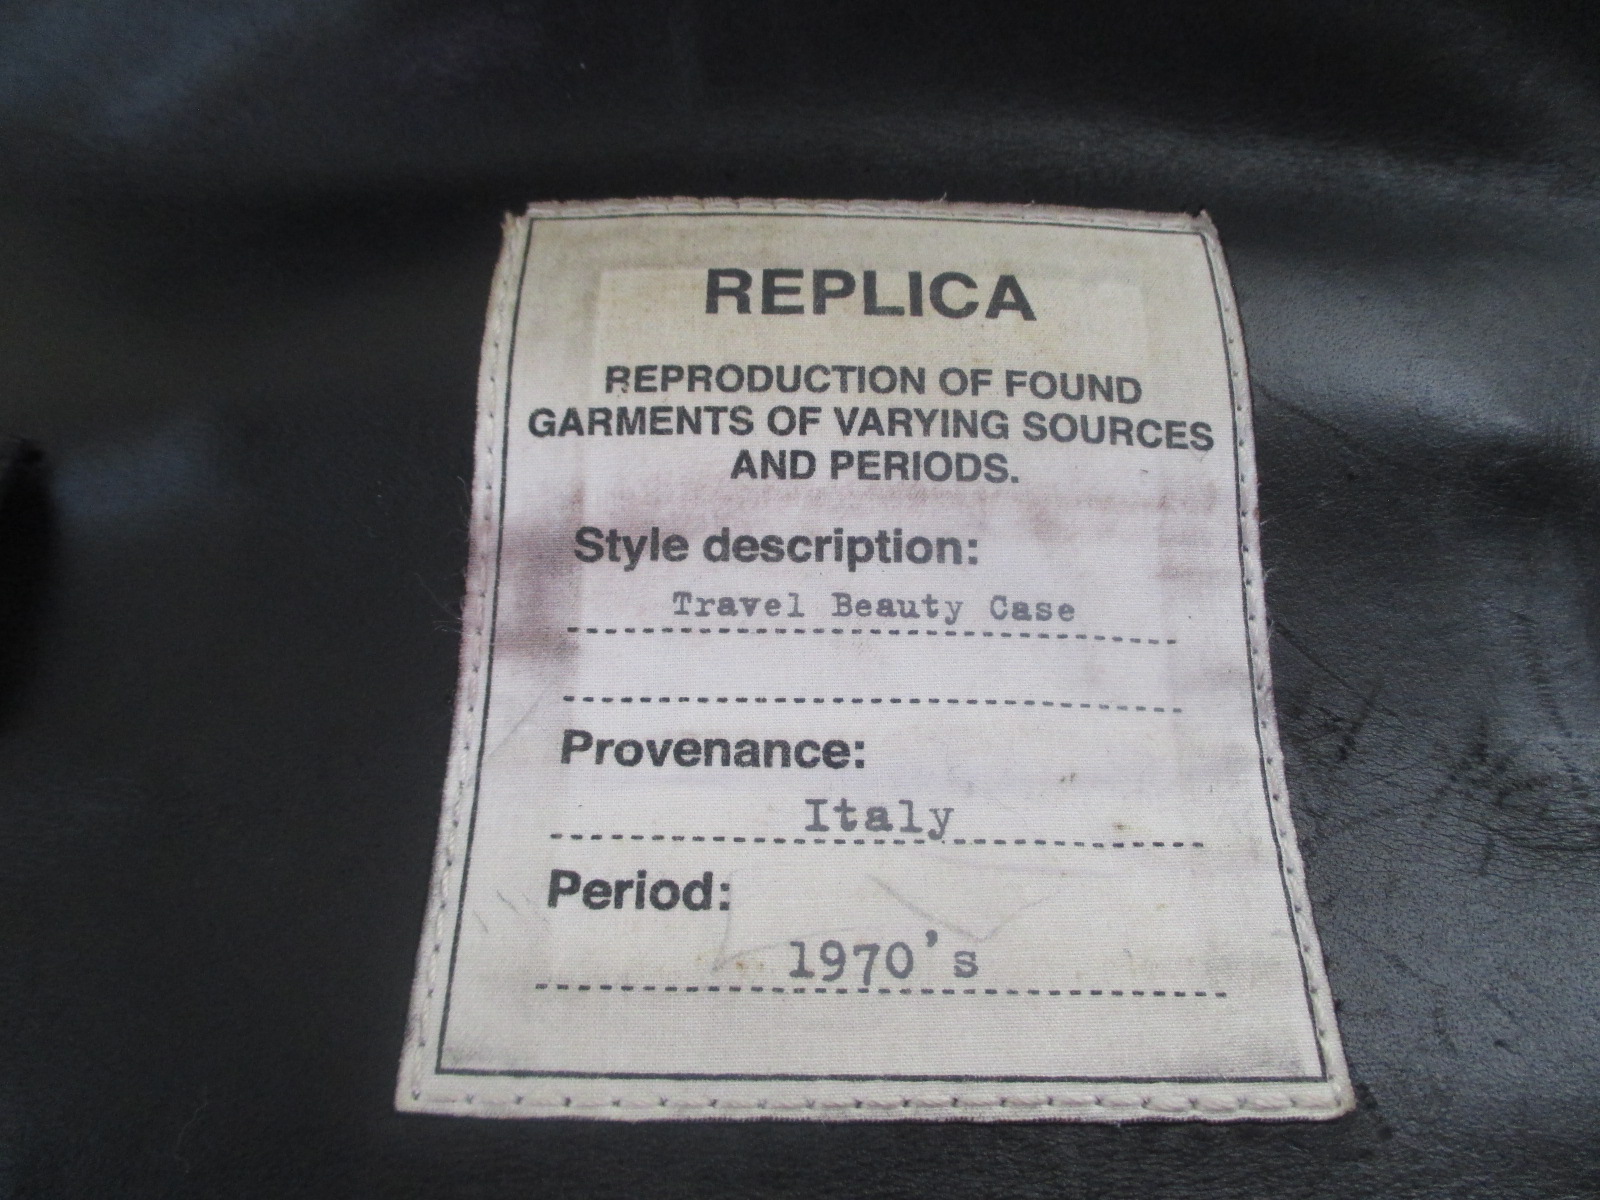 REPLICA
REPRODUCTION OF FOUND
GARMENTS OF VARYING SOURCES
AND PERIODS.
Style description:
Travel Beauty Case
Provenance:
Italy
Period:
1970's